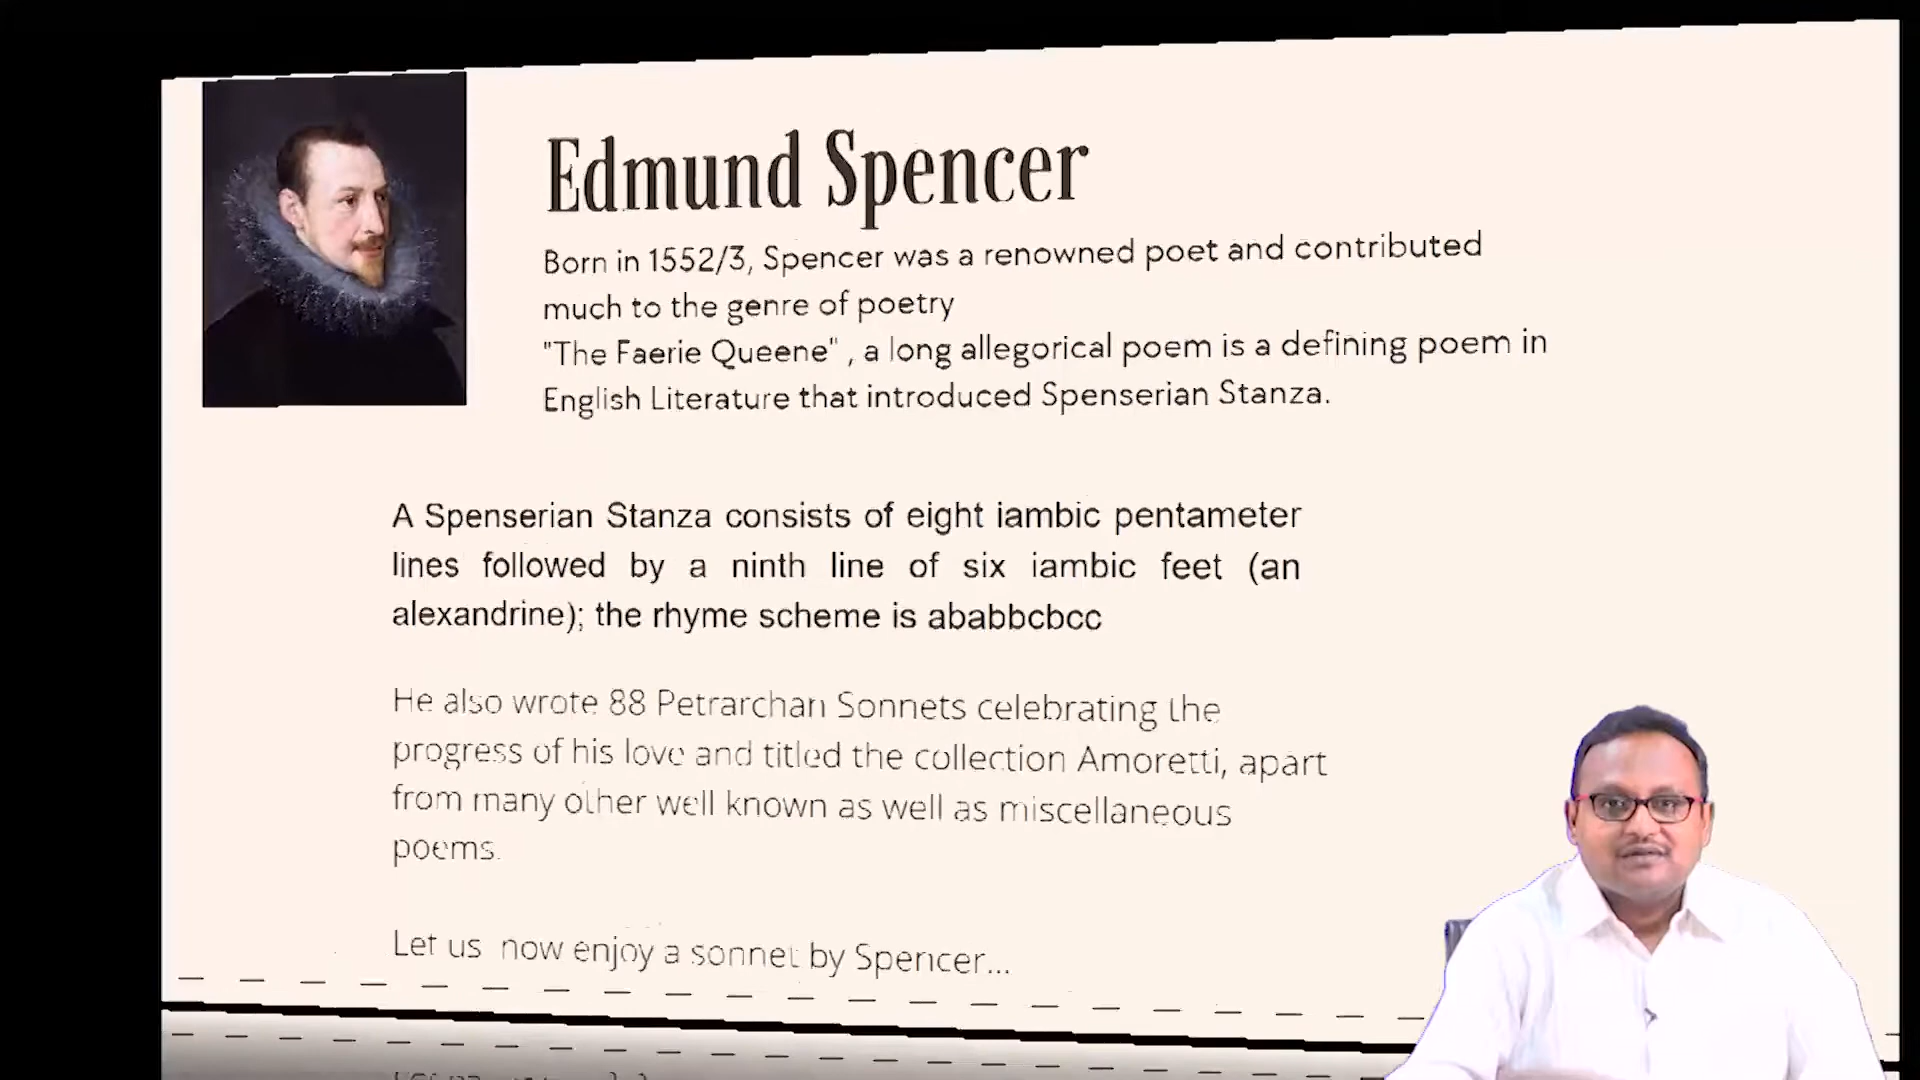 Edmund Spencer
Born in 1552/3, Spencer was a renowned poet and contributed
much to the genre of poetry
"The Faerie Queene" , a long allegorical poem is a defining poem in
English Literature that introduced Spenserian Stanza.
A Spenserian Stanza consists of eight iambic pentameter
lines followed by a ninth line of six iambic feet (an
alexandrine); the rhyme scheme is ababbcbcc
He also wrote 88 Petrarchan Sonnets celebrating the
progress of his love and titled the collection Amoretti, apart
from many other well known as well as miscellaneous
poems.
Let us now enjoy a sonnet by Spencer...